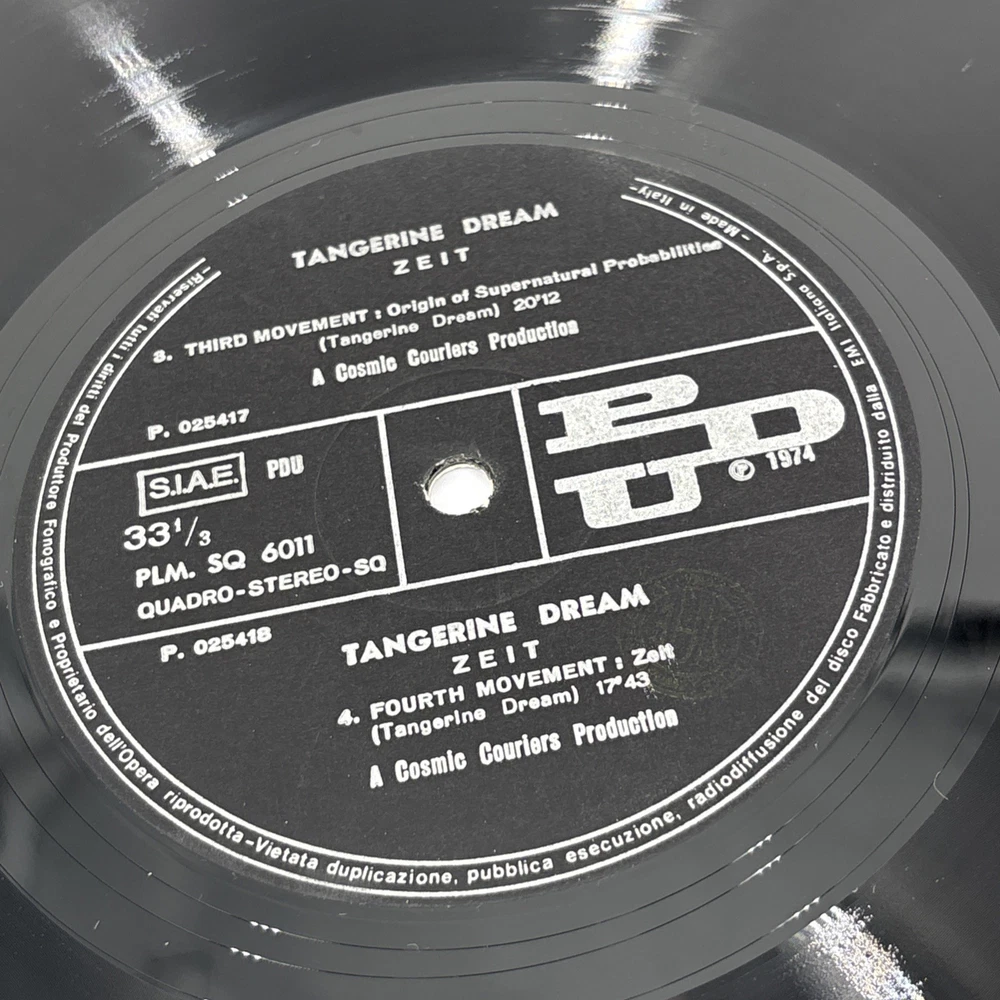 TANGERINE DREAM
ZEIT
3. THIRD MOVEMENT : Origin of Supernatural Probabilities
(Tangerine Dream) 20'12
A Cosmic Couriers Production
P. 025417
S.I.A.E. PDU
33 1/3
PLM. SQ 6011
QUADRO-STEREO-SQ
PDU
℗ 1974
P. 025418
TANGERINE DREAM
ZEIT
4. FOURTH MOVEMENT : Zeit
(Tangerine Dream) 17'43
A Cosmic Couriers Production
-Riservati tutti i diritti del Produttore Fonografico e Proprietario dell'Opera riprodotta-Vietata duplicazione, pubblica esecuzione, radiodiffusione del disco Fabbricato e distribuito dalla EMI Italiana S.p.A. - Made in Italy-